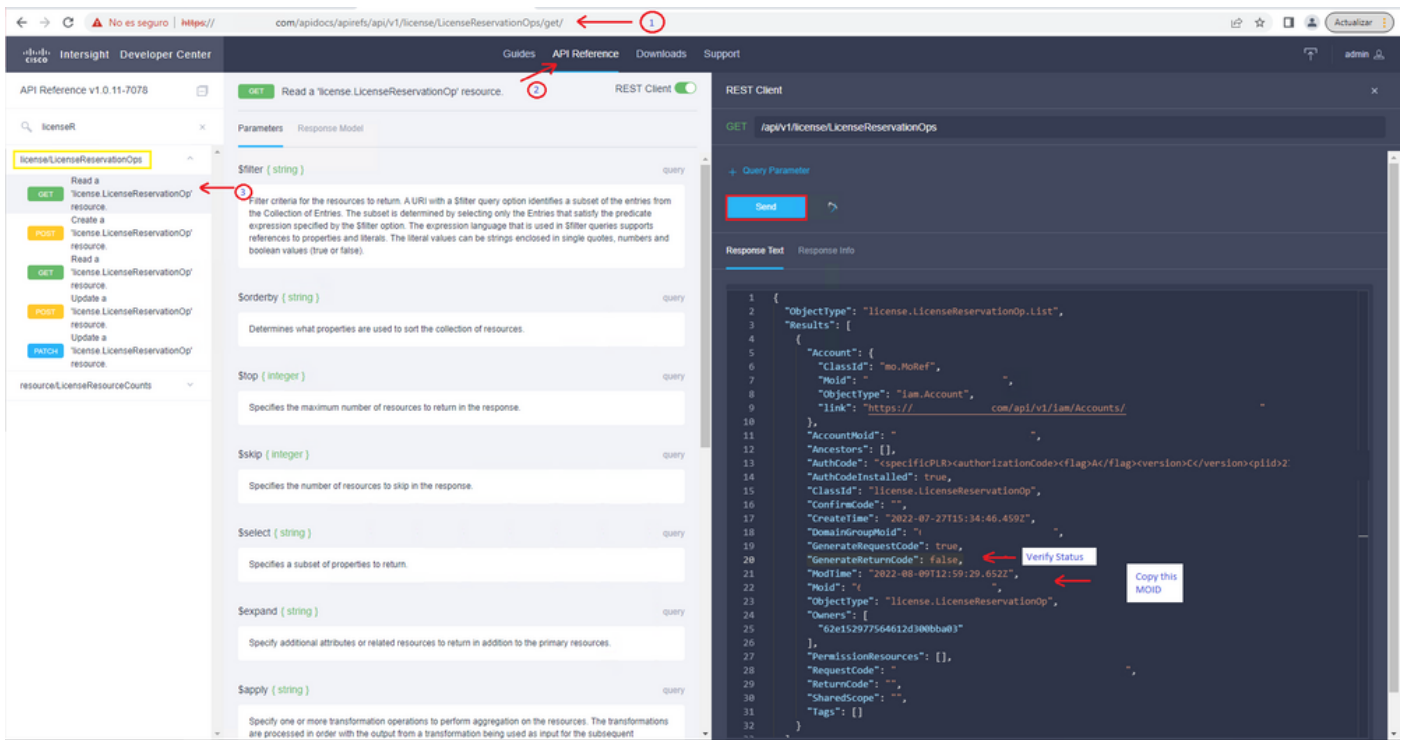 No es seguro | https:// com/apidocs/apirefs/api/v1/license/LicenseReservationOps/get/
1
Actualizar
cisco Intersight Developer Center
Guides API Reference Downloads Support
admin
API Reference v1.0.11-7078
licenseR
license/LicenseReservationOps
GET Read a 'license.LicenseReservationOp' resource.
POST Create a 'license.LicenseReservationOp' resource.
GET Read a 'license.LicenseReservationOp' resource.
POST Update a 'license.LicenseReservationOp' resource.
PATCH Update a 'license.LicenseReservationOp' resource.
resource/LicenseResourceCounts
3
GET Read a 'license.LicenseReservationOp' resource.
2
REST Client
Parameters Response Model
$filter { string } query
Filter criteria for the resources to return. A URI with a $filter query option identifies a subset of the entries from
the Collection of Entries. The subset is determined by selecting only the Entries that satisfy the predicate
expression specified by the $filter option. The expression language that is used in $filter queries supports
references to properties and literals. The literal values can be strings enclosed in single quotes, numbers and
boolean values (true or false).
$orderby { string } query
Determines what properties are used to sort the collection of resources.
$top { integer } query
Specifies the maximum number of resources to return in the response.
$skip { integer } query
Specifies the number of resources to skip in the response.
$select { string } query
Specifies a subset of properties to return.
$expand { string } query
Specify additional attributes or related resources to return in addition to the primary resources.
$apply { string } query
Specify one or more transformation operations to perform aggregation on the resources. The transformations
are processed in order with the output from a transformation being used as input for the subsequent
REST Client
GET /api/v1/license/LicenseReservationOps
+ Query Parameter
Send
Response Text Response Info
1 {
2 "ObjectType": "license.LicenseReservationOp.List",
3 "Results": [
4 {
5 "Account": {
6 "ClassId": "mo.MoRef",
7 "Moid": " ",
8 "ObjectType": "iam.Account",
9 "link": "https:// com/api/v1/iam/Accounts/ "
10 },
11 "AccountMoid": " ",
12 "Ancestors": [],
13 "AuthCode": "<specificPLR><authorizationCode><flag>A</flag><version>C</version><piid>2
14 "AuthCodeInstalled": true,
15 "ClassId": "license.LicenseReservationOp",
16 "ConfirmCode": "",
17 "CreateTime": "2022-07-27T15:34:46.459Z",
18 "DomainGroupMoid": " ",
19 "GenerateRequestCode": true,
20 "GenerateReturnCode": false,
Verify Status
21 "ModTime": "2022-08-09T12:59:29.652Z",
22 "Moid": " ",
Copy this
MOID
23 "ObjectType": "license.LicenseReservationOp",
24 "Owners": [
25 "62e152977564612d300bba03"
26 ],
27 "PermissionResources": [],
28 "RequestCode": " ",
29 "ReturnCode": "",
30 "SharedScope": "",
31 "Tags": []
32 }